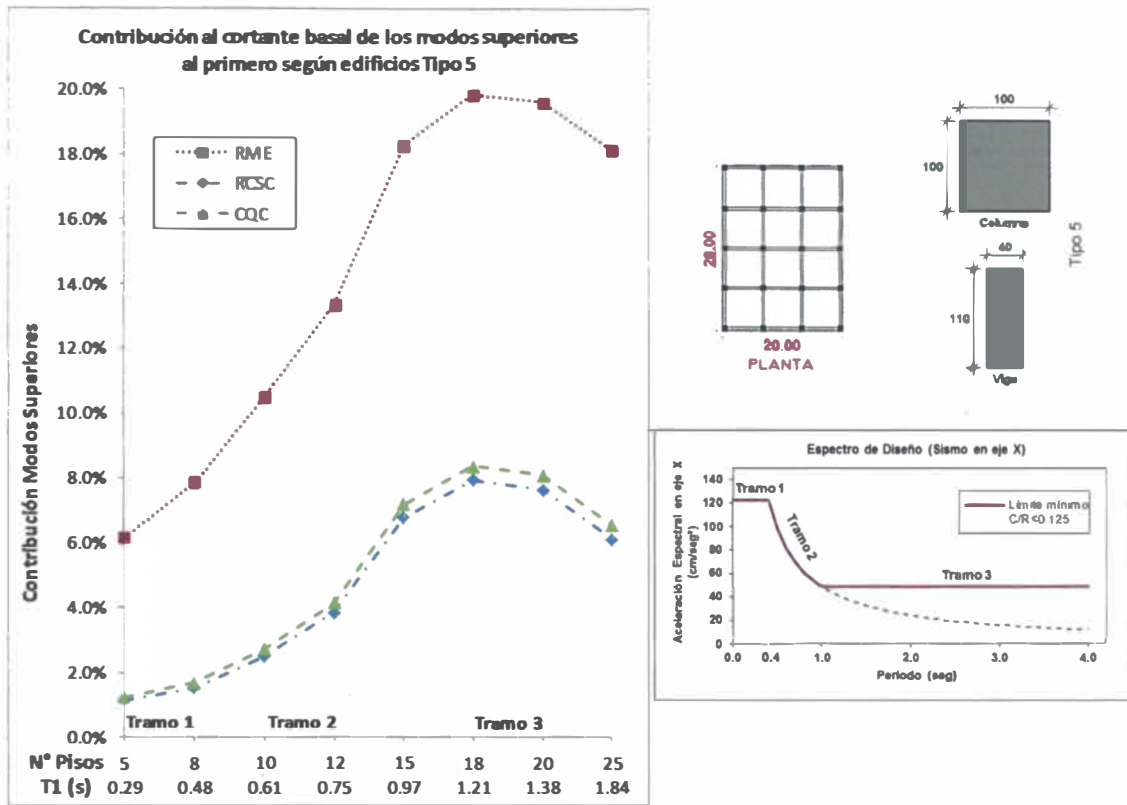 Contribución al cortante basal de los modos superiores
al primero según edificios Tipo 5
20.0%
18.0%
16.0%
14.0%
12.0%
10.0%
8.0%
6.0%
4.0%
2.0%
0.0%
Contribución Modos Superiores
RME
RCSC
CQC
Tramo 1
Tramo 2
Tramo 3
N° Pisos 5 8 10 12 15 18 20 25
T1 (s) 0.29 0.48 0.61 0.75 0.97 1.21 1.38 1.84
20.00
PLANTA
100
100
Columna
60
110
Viga
Tipo 5
Espectro de Diseño (Sismo en eje X)
Aceleración Espectral en eje X
(cm/seg²)
140
120
100
80
60
40
20
0
Tramo 1
Tramo 2
Tramo 3
Límite mínimo
C/R<0.125
0.0 0.4 1.0 2.0 3.0 4.0
Periodo (seg)